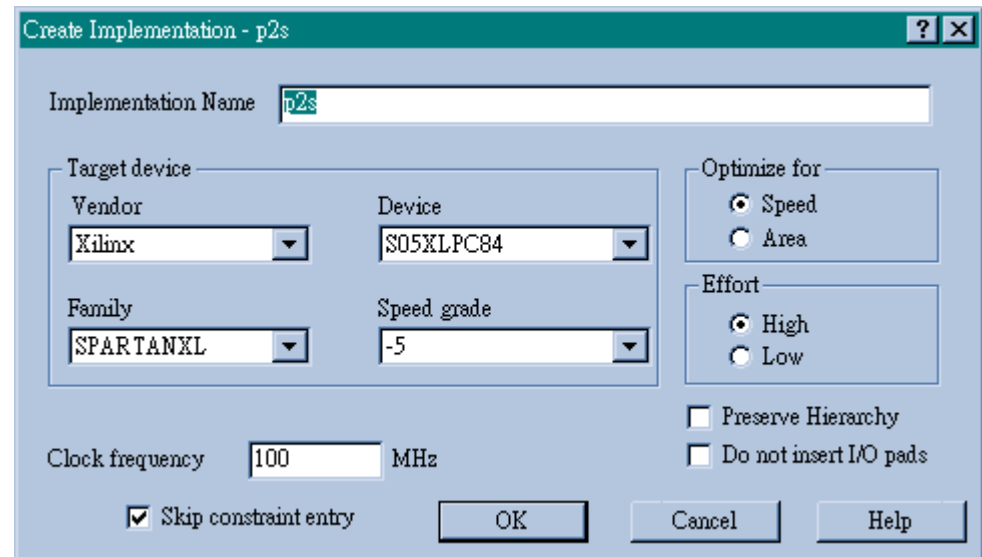 Create Implementation - p2s
Implementation Name p2s
Target device
Vendor Device
Xilinx S05XLPC84
Family Speed grade
SPARTANXL -5
Optimize for
Speed
Area
Effort
High
Low
Preserve Hierarchy
Do not insert I/O pads
Clock frequency 100 MHz
Skip constraint entry
OK Cancel Help